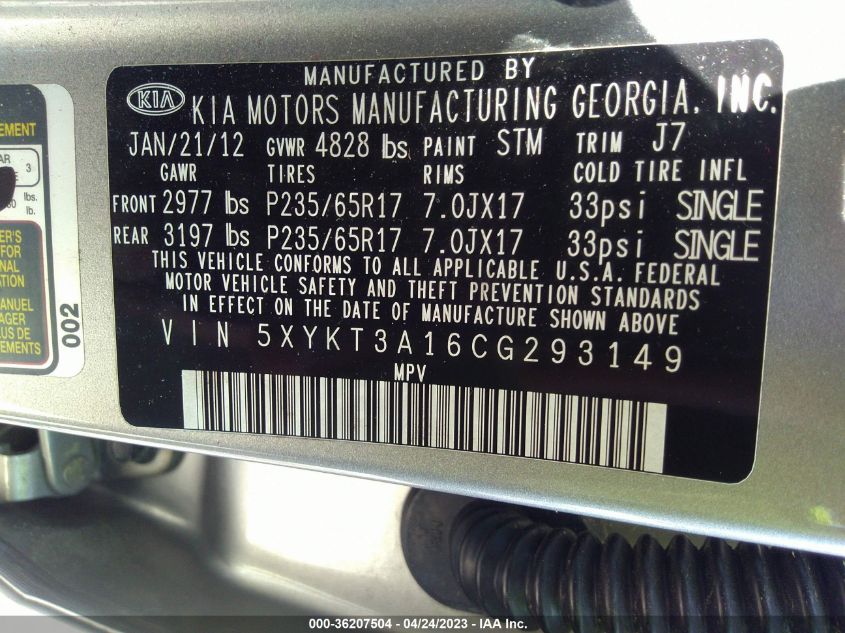 MANUFACTURED BY
KIA KIA MOTORS MANUFACTURING GEORGIA, INC.
JAN/21/12 GVWR 4828 lbs PAINT STM TRIM J7
GAWR TIRES RIMS COLD TIRE INFL
FRONT 2977 lbs P235/65R17 7.0JX17 33psi SINGLE
REAR 3197 lbs P235/65R17 7.0JX17 33psi SINGLE
THIS VEHICLE CONFORMS TO ALL APPLICABLE U.S.A. FEDERAL
MOTOR VEHICLE SAFETY AND THEFT PREVENTION STANDARDS
IN EFFECT ON THE DATE OF MANUFACTURE SHOWN ABOVE
VIN 5XYKT3A16CG293149
MPV
3
lbs.
lb.
FOR
002
000-36207504 - 04/24/2023 - IAA Inc.